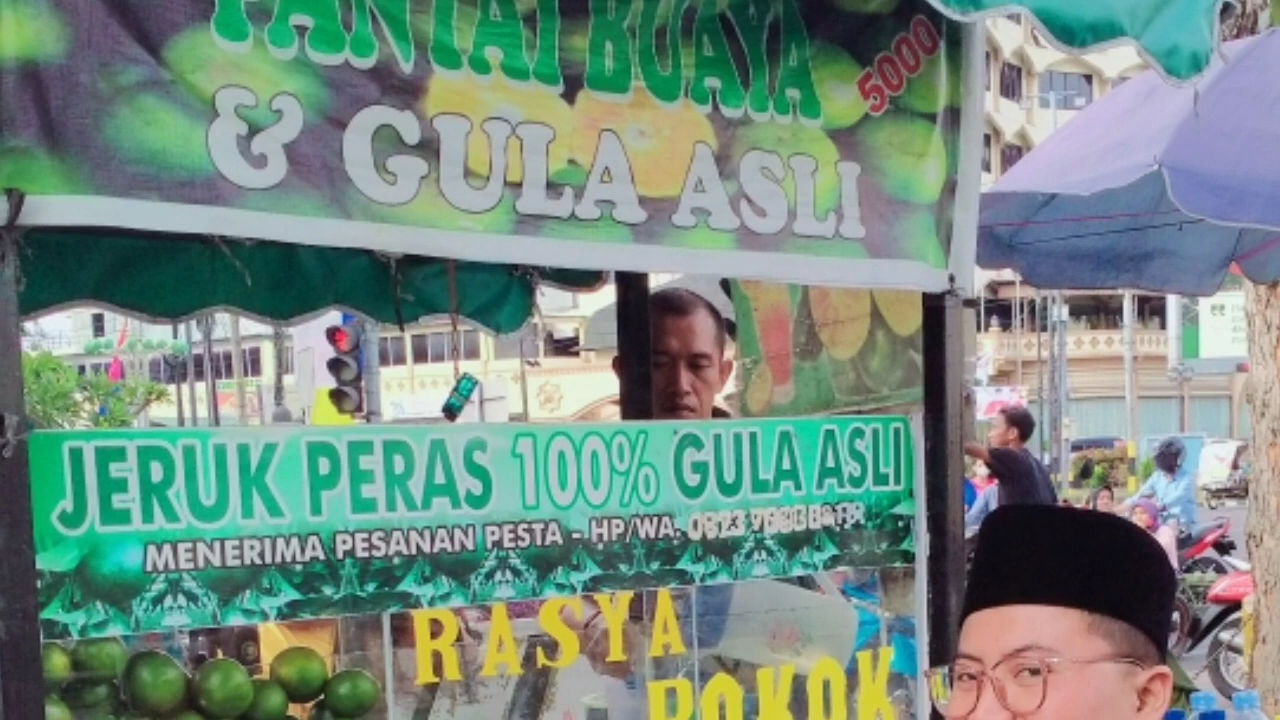 PANTAI BUAYA
5000
& GULA ASLI
JERUK PERAS 100% GULA ASLI
MENERIMA PESANAN PESTA - HP/WA.
RASYA
POKOK